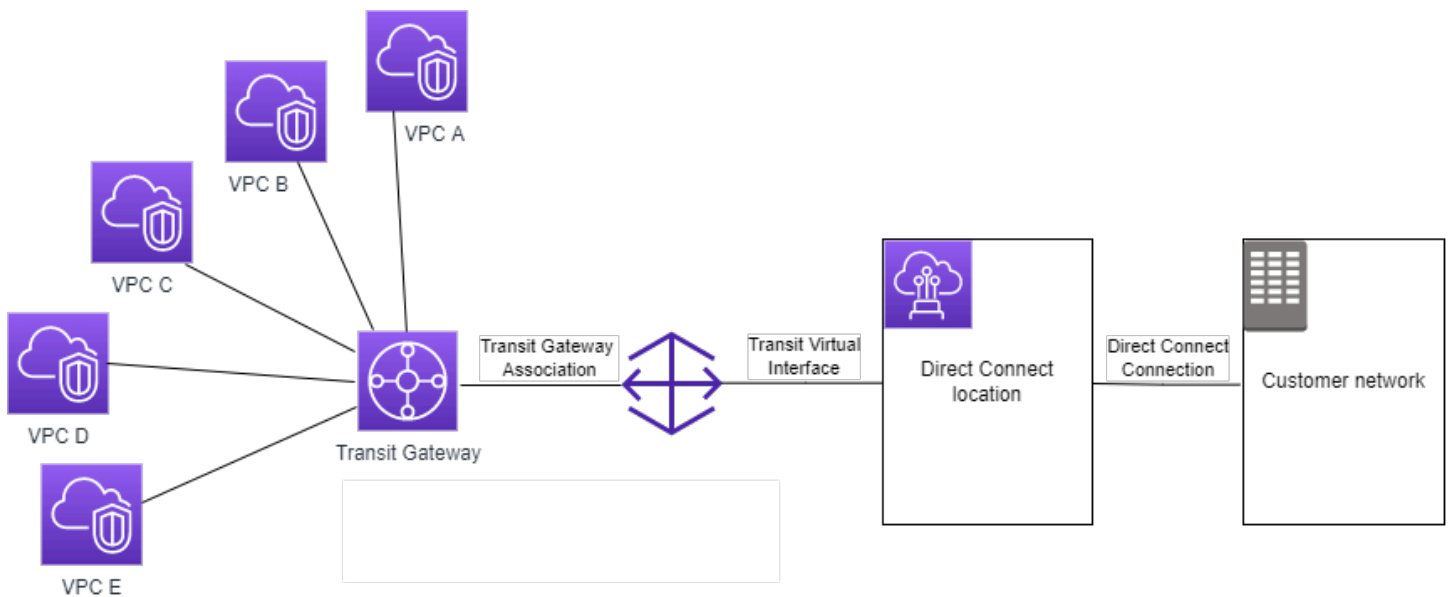 VPC A
VPC B
VPC C
VPC D
VPC E
Transit Gateway
Transit Gateway
Association
Transit Virtual
Interface
Direct Connect
location
Direct Connect
Connection
Customer network